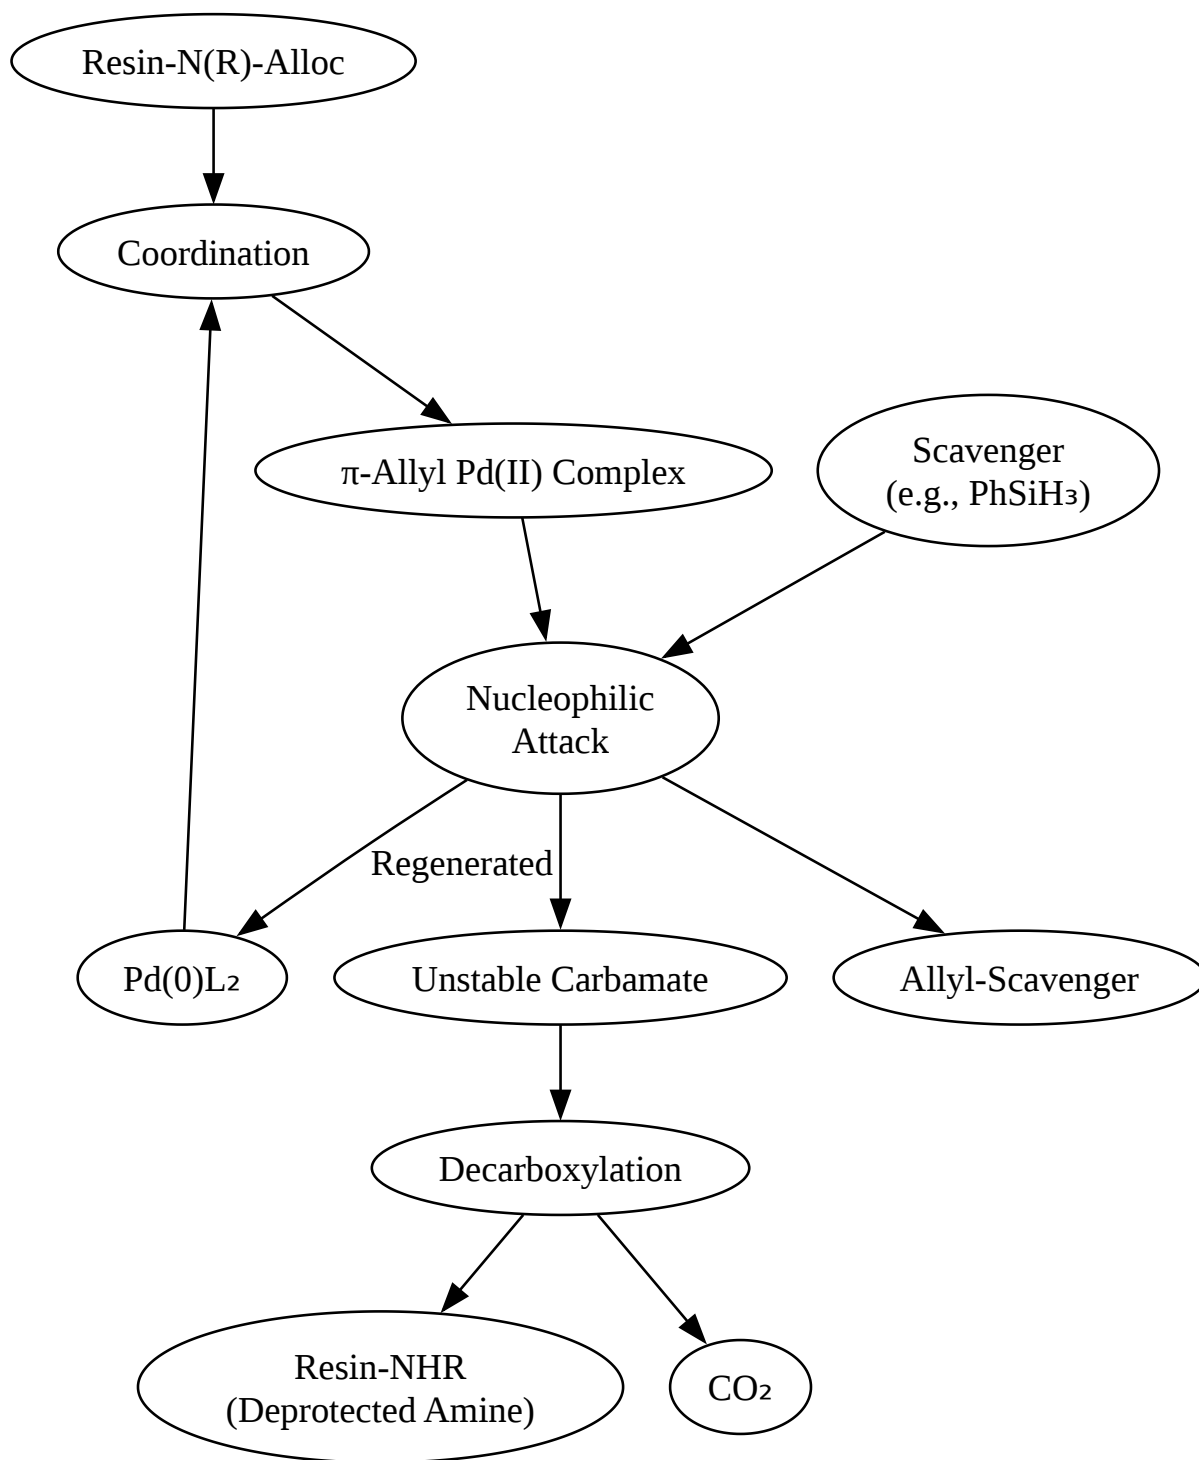 Resin-N(R)-Alloc
Coordination
π-Allyl Pd(II) Complex
Scavenger
(e.g., PhSiH₃)
Nucleophilic
Attack
Regenerated
Pd(0)L₂
Unstable Carbamate
Allyl-Scavenger
Decarboxylation
Resin-NHR
(Deprotected Amine)
CO₂